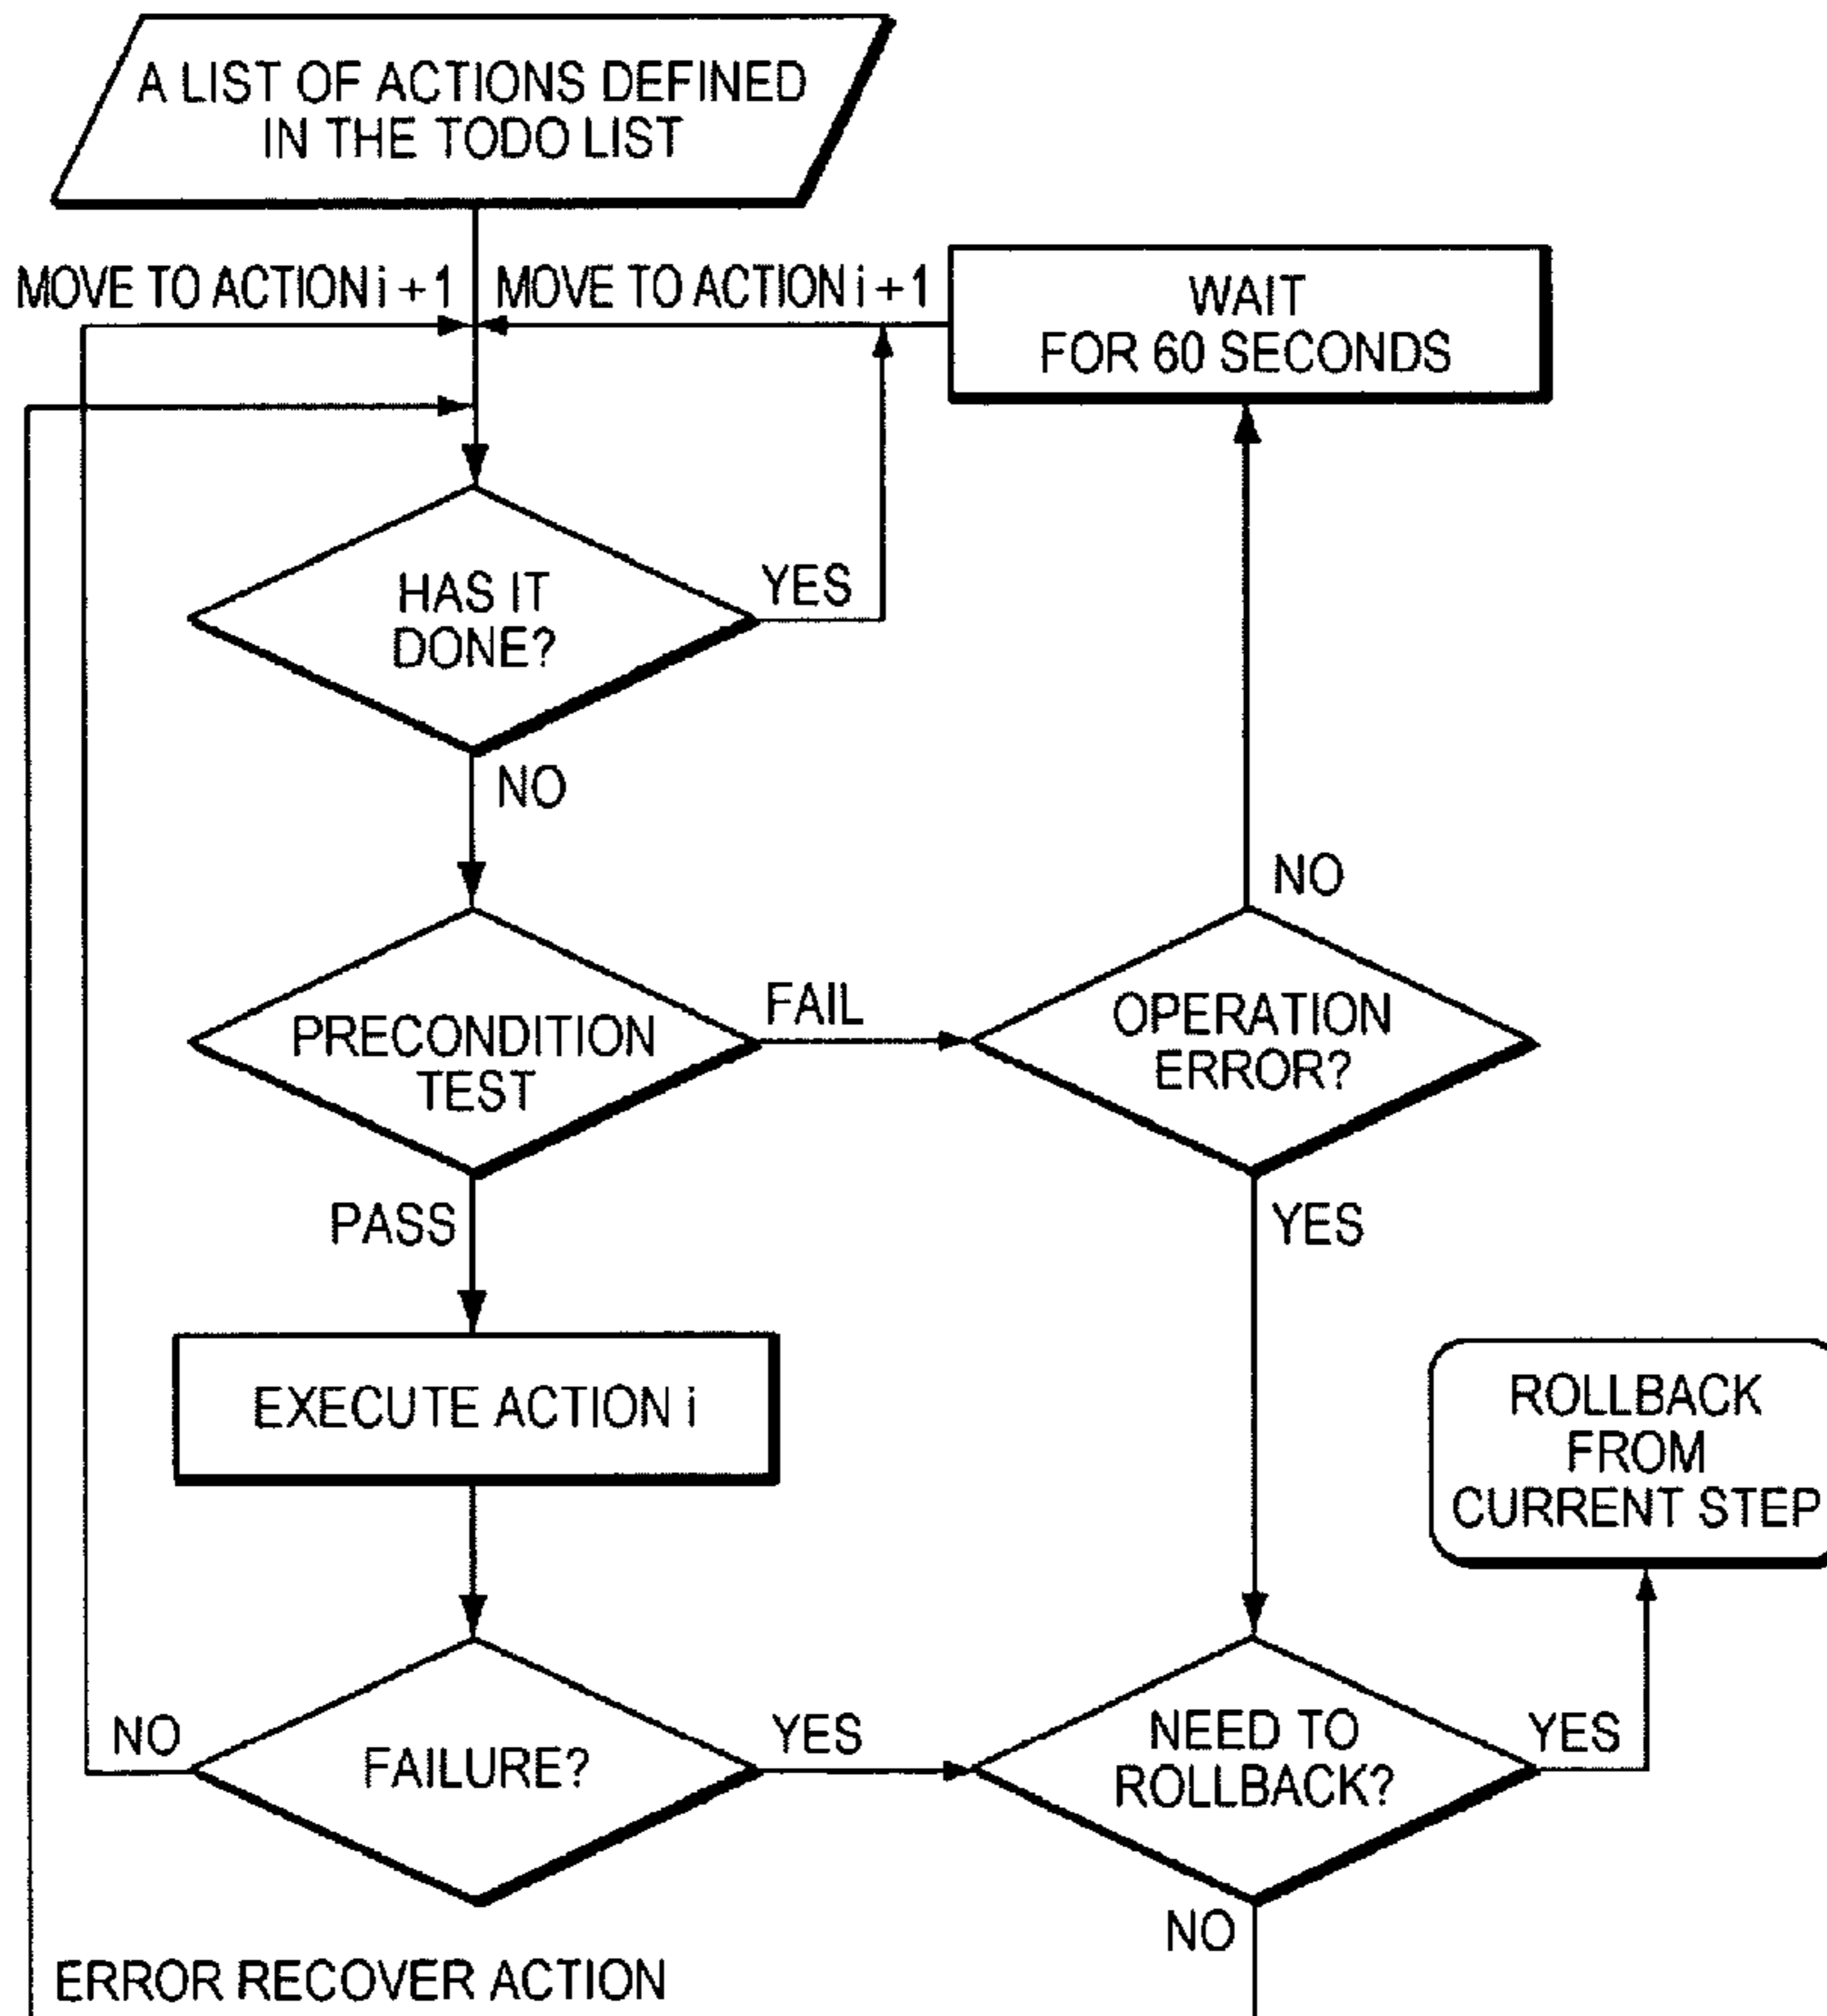 A LIST OF ACTIONS DEFINED
IN THE TODO LIST
MOVE TO ACTION i + 1
MOVE TO ACTION i + 1
WAIT
FOR 60 SECONDS
HAS IT
DONE?
YES
NO
NO
PRECONDITION
TEST
FAIL
OPERATION
ERROR?
PASS
YES
EXECUTE ACTION i
ROLLBACK
FROM
CURRENT STEP
NO
FAILURE?
YES
NEED TO
ROLLBACK?
YES
NO
ERROR RECOVER ACTION